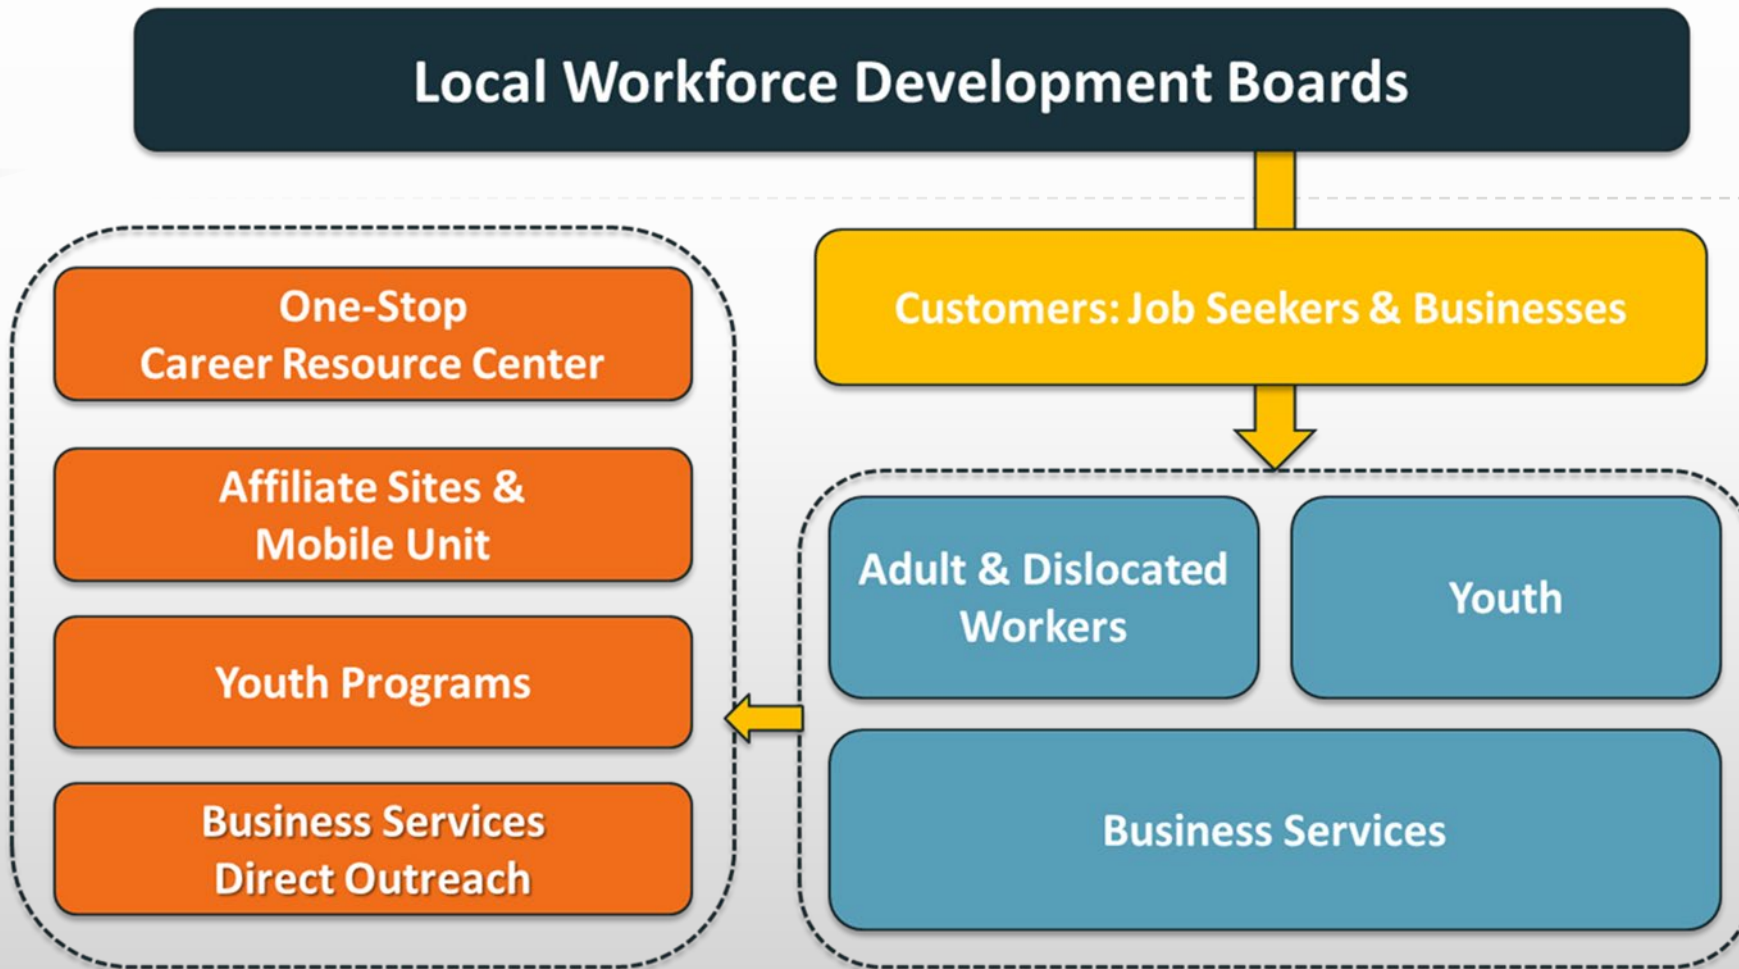 Local Workforce Development Boards
One-Stop
Career Resource Center
Affiliate Sites &
Mobile Unit
Youth Programs
Business Services
Direct Outreach
Customers: Job Seekers & Businesses
Adult & Dislocated
Workers
Youth
Business Services